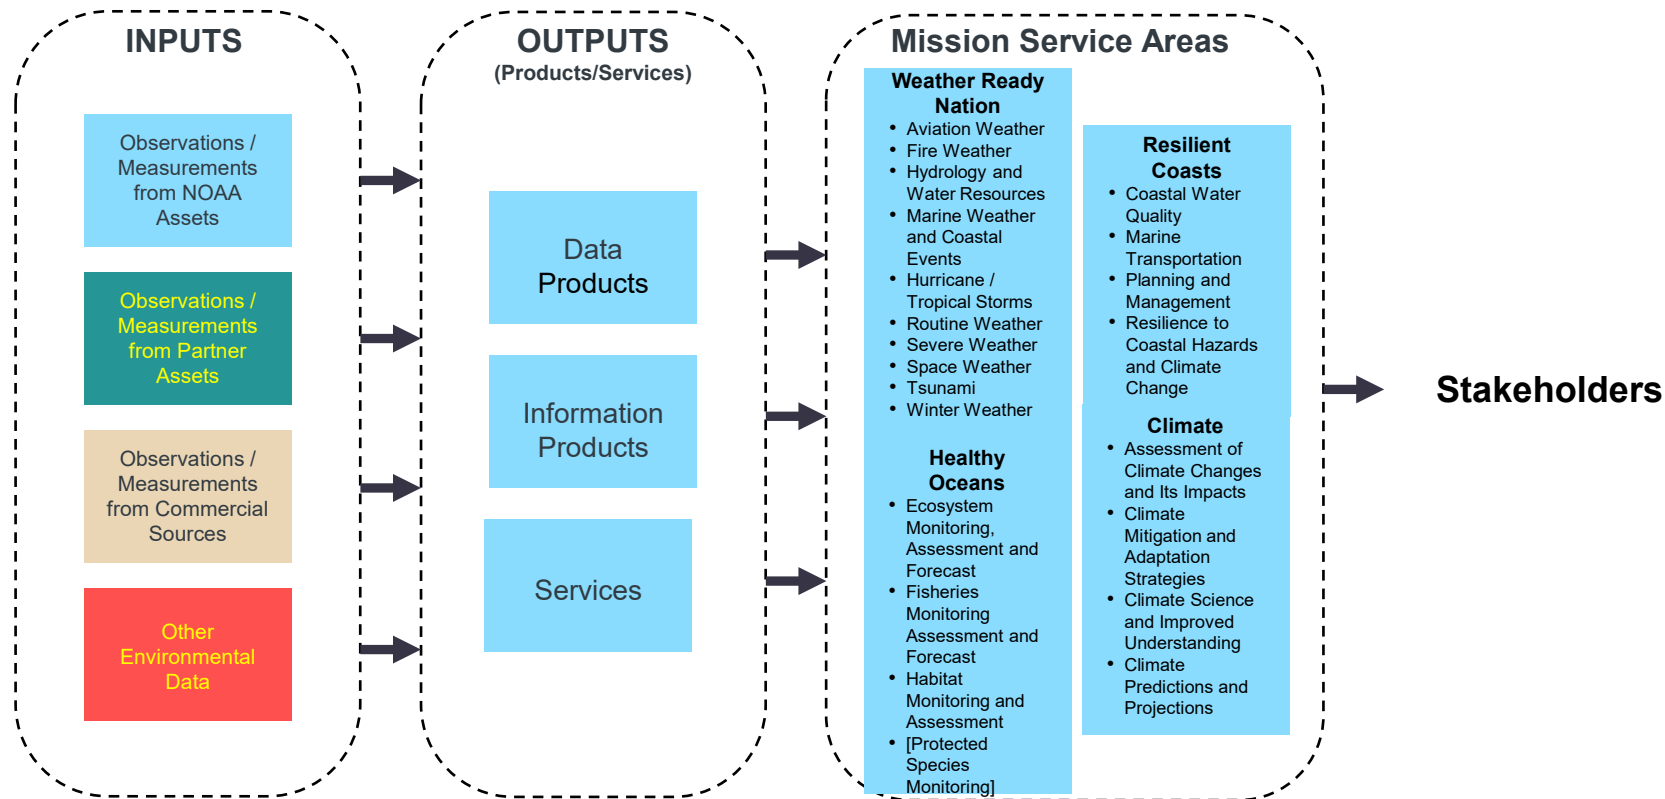 INPUTS
Observations /
Measurements
from NOAA
Assets
Observations /
Measurements
from Partner
Assets
Observations /
Measurements
from Commercial
Sources
Other
Environmental
Data
OUTPUTS
(Products/Services)
Data
Products
Information
Products
Services
Mission Service Areas
Weather Ready
Nation
• Aviation Weather
• Fire Weather
• Hydrology and
Water Resources
• Marine Weather
and Coastal
Events
• Hurricane /
Tropical Storms
• Routine Weather
• Severe Weather
• Space Weather
• Tsunami
• Winter Weather
Healthy
Oceans
• Ecosystem
Monitoring,
Assessment and
Forecast
• Fisheries
Monitoring
Assessment and
Forecast
• Habitat
Monitoring and
Assessment
• [Protected
Species
Monitoring]
Resilient
Coasts
• Coastal Water
Quality
• Marine
Transportation
• Planning and
Management
• Resilience to
Coastal Hazards
and Climate
Change
Climate
• Assessment of
Climate Changes
and Its Impacts
• Climate
Mitigation and
Adaptation
Strategies
• Climate Science
and Improved
Understanding
• Climate
Predictions and
Projections
Stakeholders